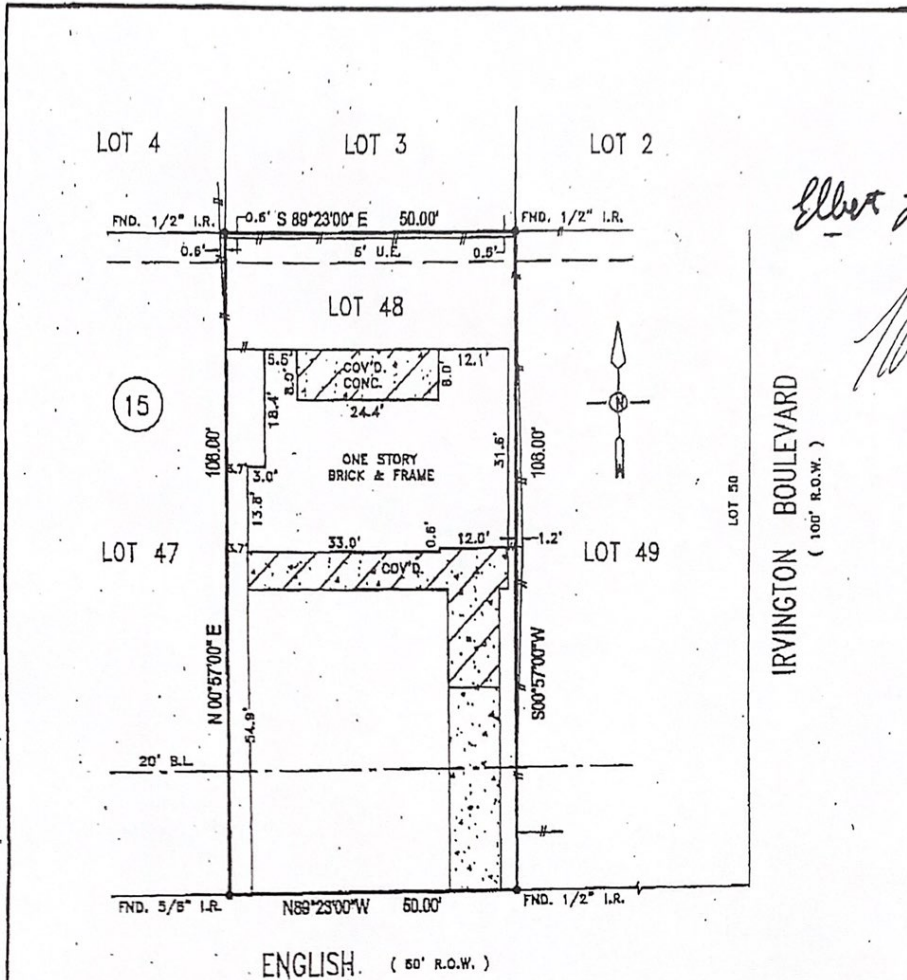 LOT 4 LOT 3 LOT 2
Elbert
FND. 1/2" I.R. 0.6' S 89°23'00" E 50.00' FND. 1/2" I.R.
0.6' 5' U.E. 0.5'
LOT 48
5.5' COV'D. CONC. 12.1'
8.0' 8.0'
24.4'
18.4'
15
108.00'
ONE STORY
BRICK & FRAME
31.6'
108.00'
N
IRVINGTON BOULEVARD
( 100' R.O.W. )
LOT 50
3.7' 3.0'
13.8'
LOT 47 3.7' 33.0' 0.6' 12.0' 1.2' LOT 49
COV'D.
N 00°57'00" E
S00°57'00"W
54.9'
20' B.L.
FND. 5/8" I.R. N89°23'00"W 50.00' FND. 1/2" I.R.
ENGLISH. ( 50' R.O.W. )